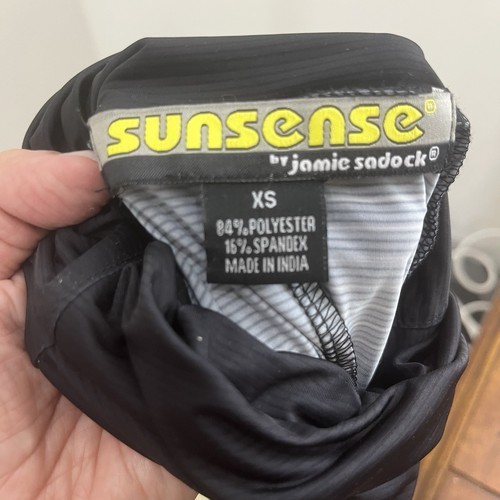 sunsense®
BY jamie sadock®
XS
84%POLYESTER
16%SPANDEX
MADE IN INDIA